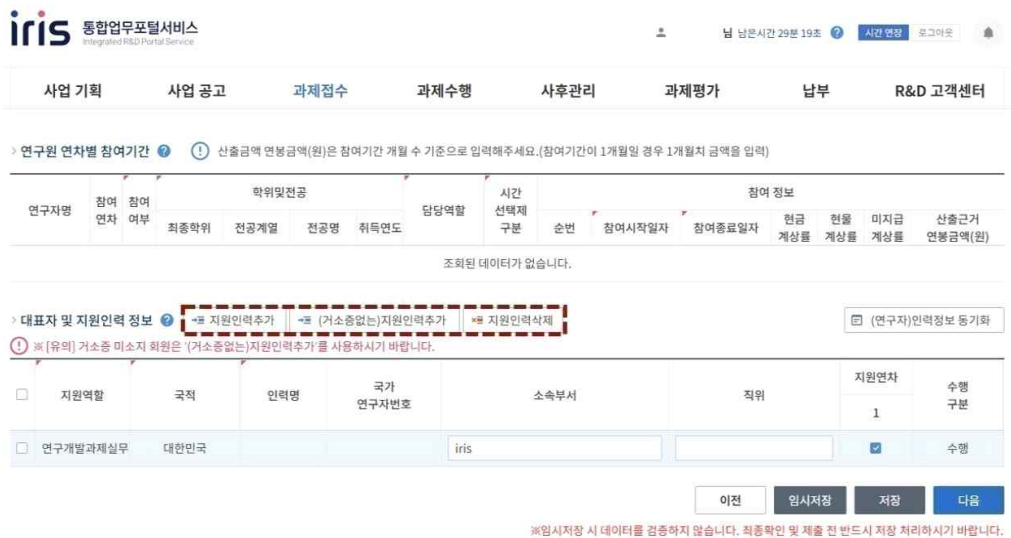 iris 통합업무포털서비스
Integrated R&D Portal Service
님 남은시간 29분 19초 ? 시간 연장 로그아웃
사업 기획 사업 공고 과제접수 과제수행 사후관리 과제평가 납부 R&D 고객센터
> 연구원 연차별 참여기간 ? ! 산출금액 연봉금액(원)은 참여기간 개월 수 기준으로 입력해주세요.(참여기간이 1개월일 경우 1개월치 금액을 입력)
연구자명 참여연차 참여여부 학위및전공 담당역할 시간선택제구분 참여 정보
최종학위 전공계열 전공명 취득연도 순번 참여시작일자 참여종료일자 현금계상률 현물계상률 미지급계상률 산출근거연봉금액(원)
조회된 데이터가 없습니다.
> 대표자 및 지원인력 정보 ? 지원인력추가 (거소증없는)지원인력추가 지원인력삭제 (연구자)인력정보 동기화
! ※ [유의] 거소증 미소지 회원은 '(거소증없는)지원인력추가'를 사용하시기 바랍니다.
지원역할 국적 인력명 국가연구자번호 소속부서 직위 지원연차 수행구분
1
연구개발과제실무 대한민국 iris 수행
이전 임시저장 저장 다음
※임시저장 시 데이터를 검증하지 않습니다. 최종확인 및 제출 전 반드시 저장 처리하시기 바랍니다.